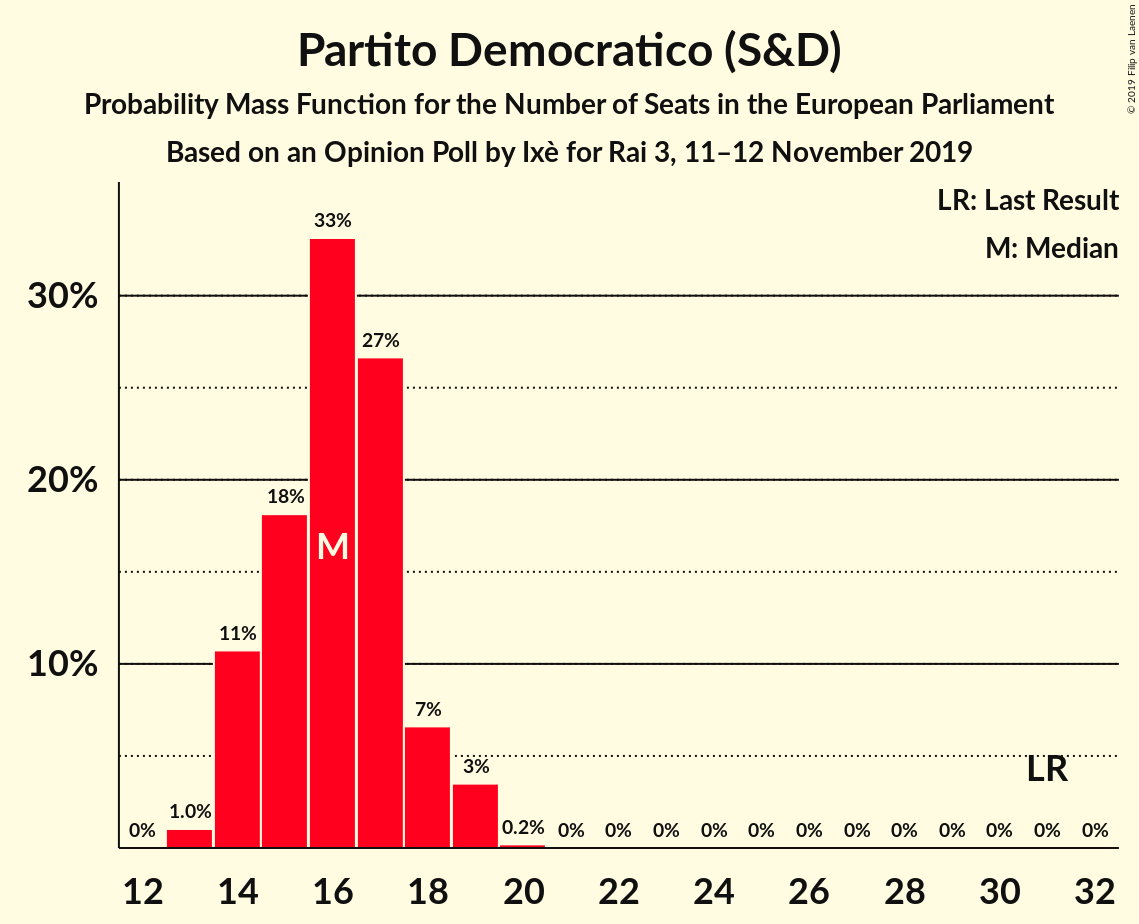 Partito Democratico (S&D)
Probability Mass Function for the Number of Seats in the European Parliament
Based on an Opinion Poll by Ixè for Rai 3, 11–12 November 2019
© 2019 Filip van Laenen
LR: Last Result
M: Median
30%
20%
10%
0% 1.0% 11% 18% 33% 27% 7% 3% 0.2% 0% 0% 0% 0% 0% 0% 0% 0% 0% 0% 0% 0%
M
LR
12 14 16 18 20 22 24 26 28 30 32